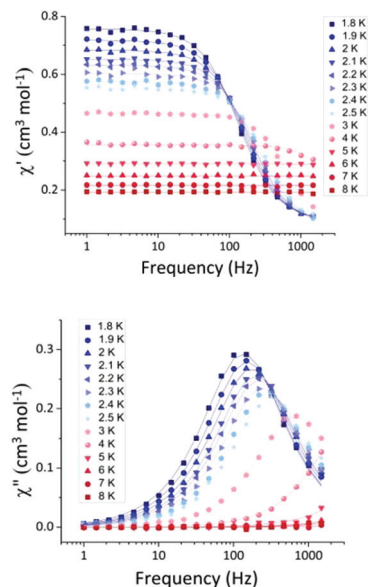 χ' (cm³ mol⁻¹)
0.8
0.6
0.4
0.2
1
10
100
1000
Frequency (Hz)
1.8 K
1.9 K
2 K
2.1 K
2.2 K
2.3 K
2.4 K
2.5 K
3 K
4 K
5 K
6 K
7 K
8 K
χ" (cm³ mol⁻¹)
0.3
0.2
0.1
0.0
1
10
100
1000
Frequency (Hz)
1.8 K
1.9 K
2 K
2.1 K
2.2 K
2.3 K
2.4 K
2.5 K
3 K
4 K
5 K
6 K
7 K
8 K